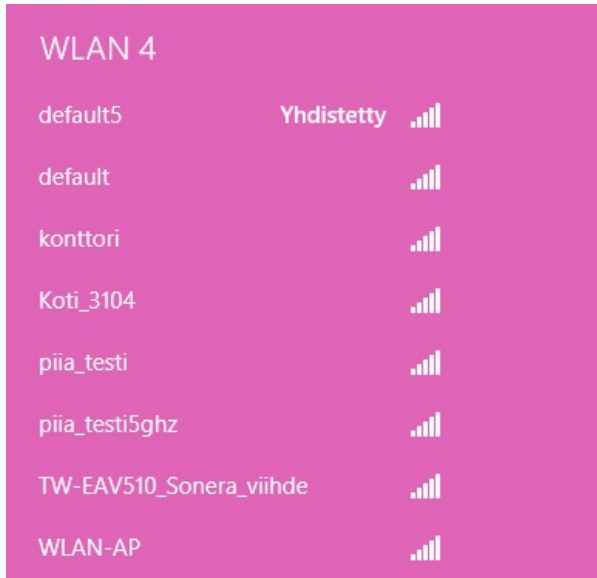 WLAN 4
default5 Yhdistetty
default
konttori
Koti_3104
piia_testi
piia_testi5ghz
TW-EAV510_Sonera_viihde
WLAN-AP